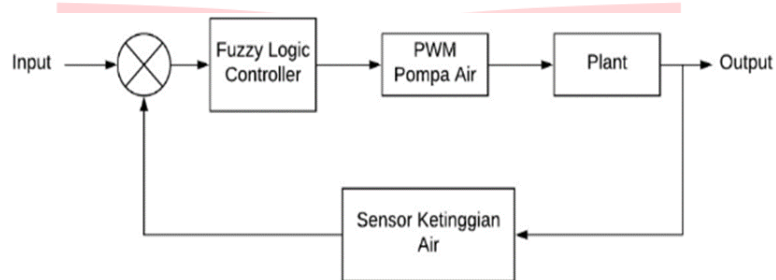 Input
Fuzzy Logic
Controller
PWM
Pompa Air
Plant
Output
Sensor Ketinggian
Air